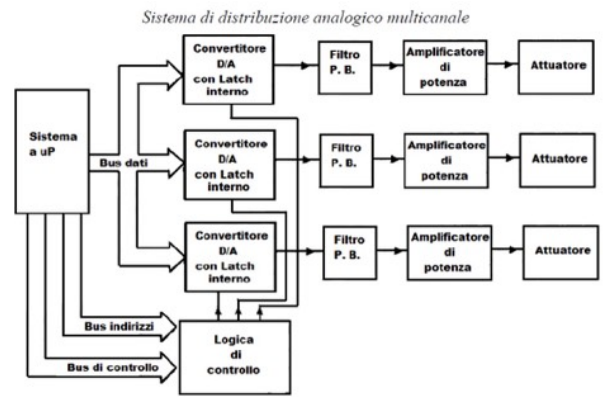 Sistema di distribuzione analogico multicanale
Convertitore
D/A
con Latch
interno
Filtro
P. B.
Amplificatore
di
potenza
Attuatore
Sistema
a uP
Bus dati
Convertitore
D/A
con Latch
interno
Filtro
P. B.
Amplificatore
di
potenza
Attuatore
Convertitore
D/A
con Latch
interno
Filtro
P. B.
Amplificatore
di
potenza
Attuatore
Bus indirizzi
Bus di controllo
Logica
di
controllo